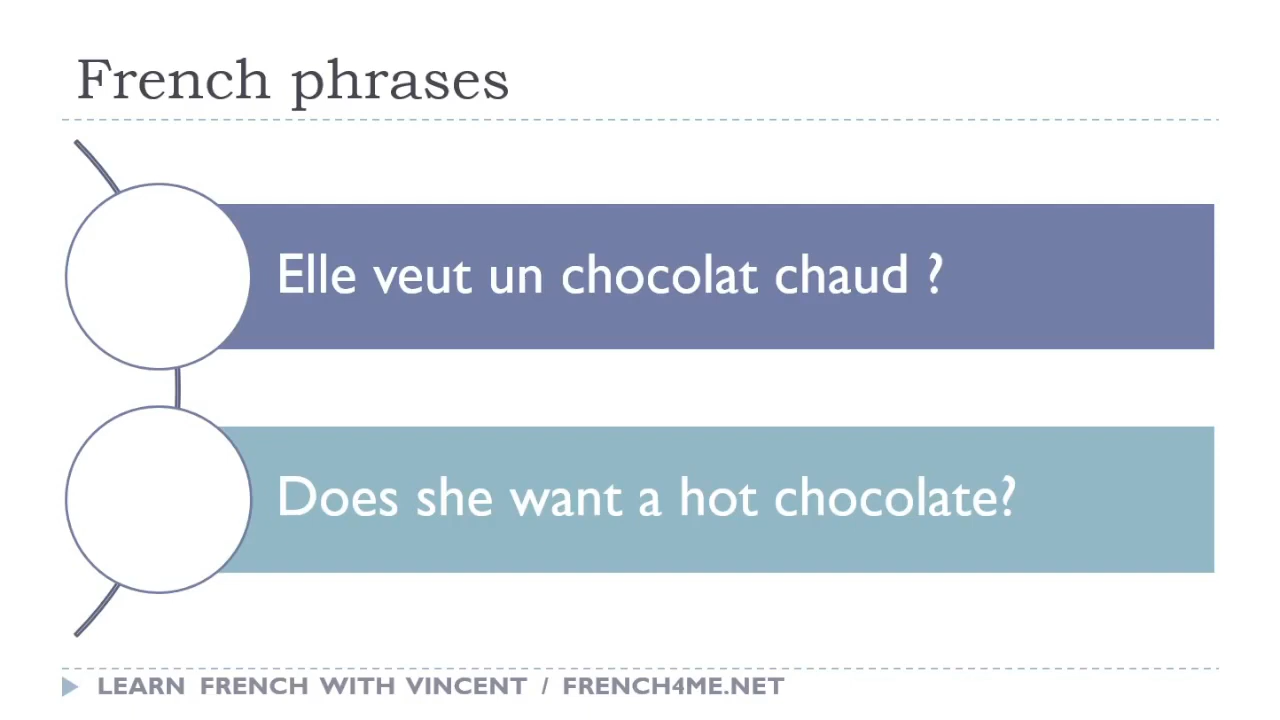 French phrases
Elle veut un chocolat chaud ?
Does she want a hot chocolate?
LEARN FRENCH WITH VINCENT / FRENCH4ME.NET